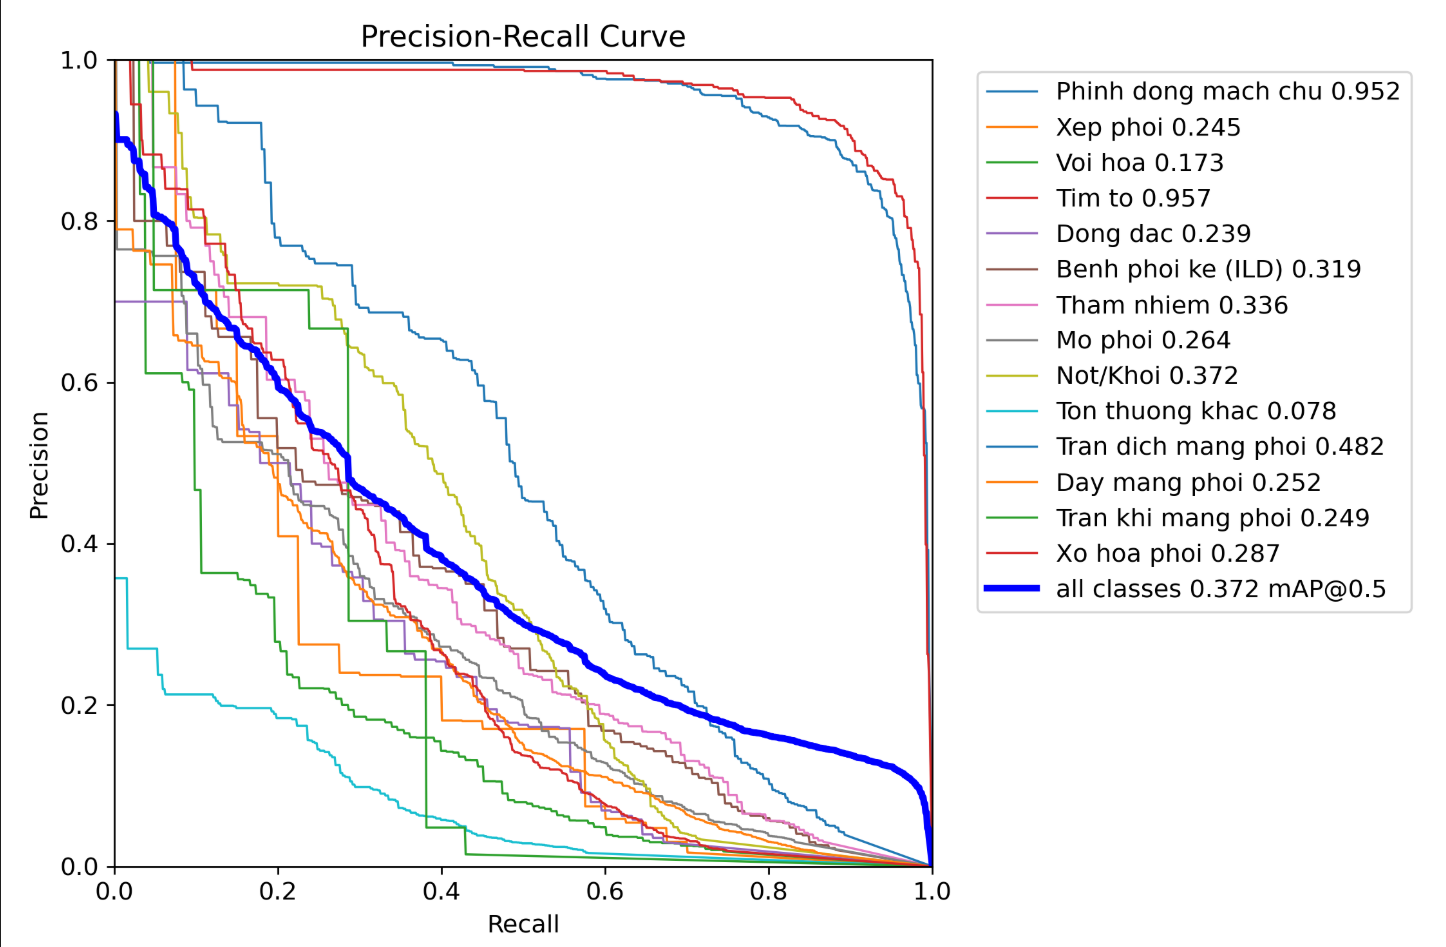 Precision-Recall Curve
1.0
0.8
0.6
0.4
0.2
0.0
Precision
0.0 0.2 0.4 0.6 0.8 1.0
Recall
Phinh dong mach chu 0.952
Xep phoi 0.245
Voi hoa 0.173
Tim to 0.957
Dong dac 0.239
Benh phoi ke (ILD) 0.319
Tham nhiem 0.336
Mo phoi 0.264
Not/Khoi 0.372
Ton thuong khac 0.078
Tran dich mang phoi 0.482
Day mang phoi 0.252
Tran khi mang phoi 0.249
Xo hoa phoi 0.287
all classes 0.372 mAP@0.5